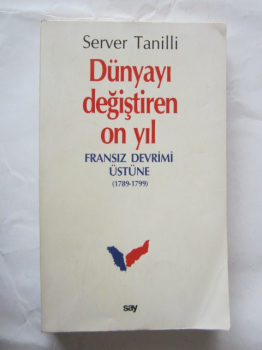 Server Tanilli
Dünyayı
değiştiren
on yıl
FRANSIZ DEVRİMİ
ÜSTÜNE
(1789-1799)
say